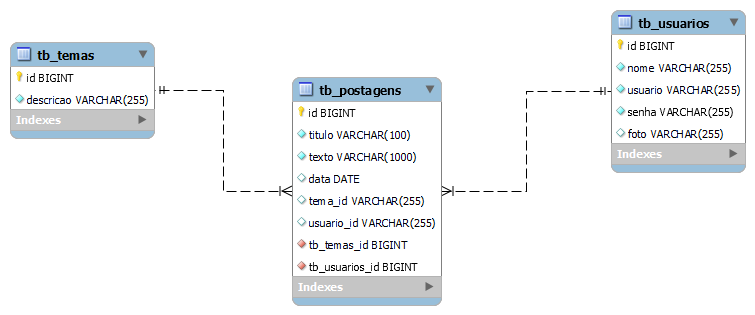 tb_temas
id BIGINT
descricao VARCHAR(255)
Indexes
tb_postagens
id BIGINT
titulo VARCHAR(100)
texto VARCHAR(1000)
data DATE
tema_id VARCHAR(255)
usuario_id VARCHAR(255)
tb_temas_id BIGINT
tb_usuarios_id BIGINT
Indexes
tb_usuarios
id BIGINT
nome VARCHAR(255)
usuario VARCHAR(255)
senha VARCHAR(255)
foto VARCHAR(255)
Indexes